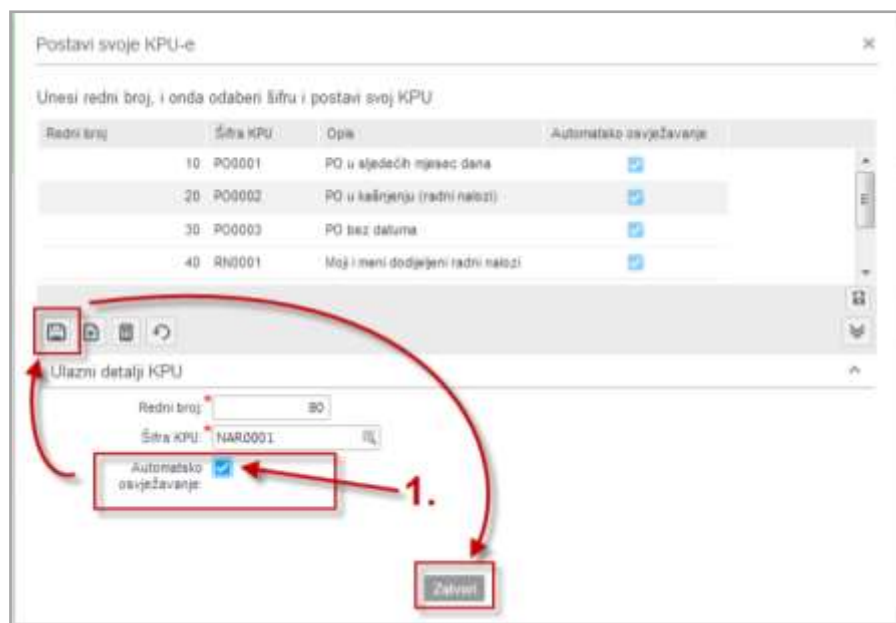 Postavi svoje KPU-e
Unesi redni broj, i onda odaberi šifru i postavi svoj KPU
Redni broj Šifra KPU Opis Automatsko osvježavanje
10 PO0001 PO u sljedećih mjesec dana
20 PO0002 PO u kašnjenju (radni nalozi)
30 PO0003 PO bez datuma
40 RN0001 Moji i meni dodjeljeni radni nalozi
Ulazni detalji KPU
Redni broj: * 80
Šifra KPU: * NAR0001
Automatsko
osvježavanje:
1.
Zatvori